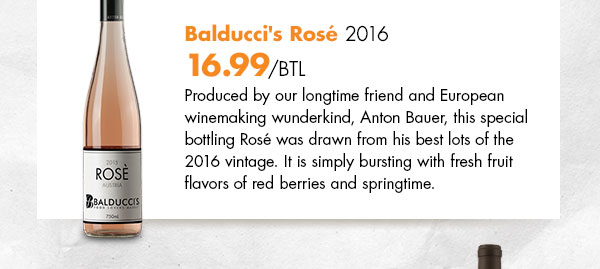 Balducci's Rosé 2016
16.99/BTL
Produced by our longtime friend and European
winemaking wunderkind, Anton Bauer, this special
bottling Rosé was drawn from his best lots of the
2016 vintage. It is simply bursting with fresh fruit
flavors of red berries and springtime.
ROSÈ
AUSTRIA
BALDUCCI'S
750mL